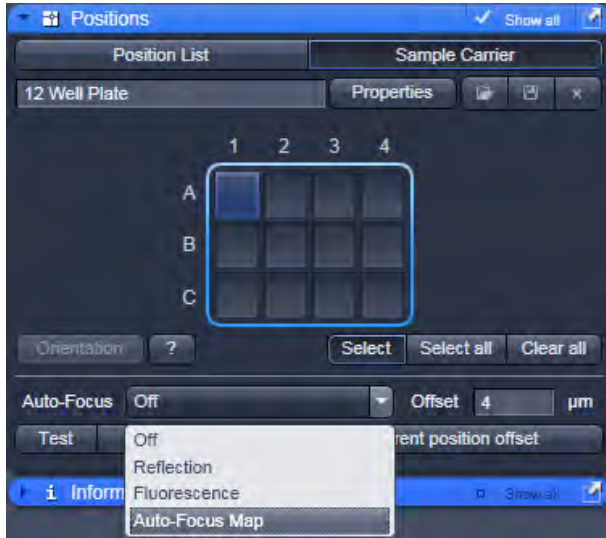 Positions Show all
Position List Sample Carrier
12 Well Plate Properties x
1 2 3 4
A
B
C
Orientation ? Select Select all Clear all
Auto-Focus Off Offset 4 µm
Test position offset
Off
Reflection
i Show all
Fluorescence
Auto-Focus Map